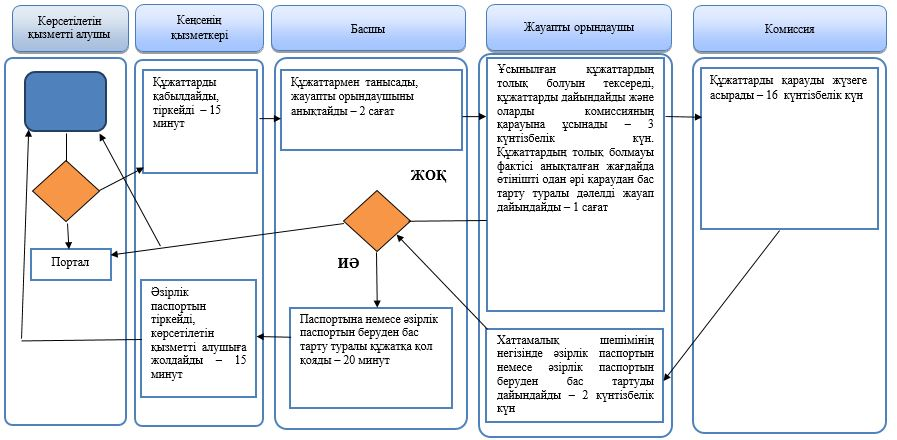 Көрсетілетін
қызметті алушы
Кеңсенің
қызметкері
Басшы
Жауапты орындаушы
Комиссия
Құжаттарды
қабылдайды,
тіркейді – 15
минут
Құжаттармен танысады,
жауапты орындаушыны
анықтайды – 2 сағат
Ұсынылған құжаттардың
толық болуын тексереді,
құжаттарды дайындайды және
оларды комиссияның
қарауына ұсынады – 3
күнтізбелік күн.
Құжаттардың толық болмауы
фактісі анықталған жағдайда
өтінішті одан әрі қараудан бас
тарту туралы дәлелді жауап
дайындайды – 1 сағат
Құжаттарды қарауды жүзеге
асырады – 16 күнтізбелік күн
ЖОҚ
ИӘ
Портал
Әзірлік
паспортын
тіркейді,
көрсетілетін
қызметті алушыға
жолдайды – 15
минут
Паспортына немесе әзірлік
паспортын беруден бас
тарту туралы құжатқа қол
қояды – 20 минут
Хаттамалық шешімінің
негізінде әзірлік паспортын
немесе әзірлік паспортын
беруден бас тартуды
дайындайды – 2 күнтізбелік
күн